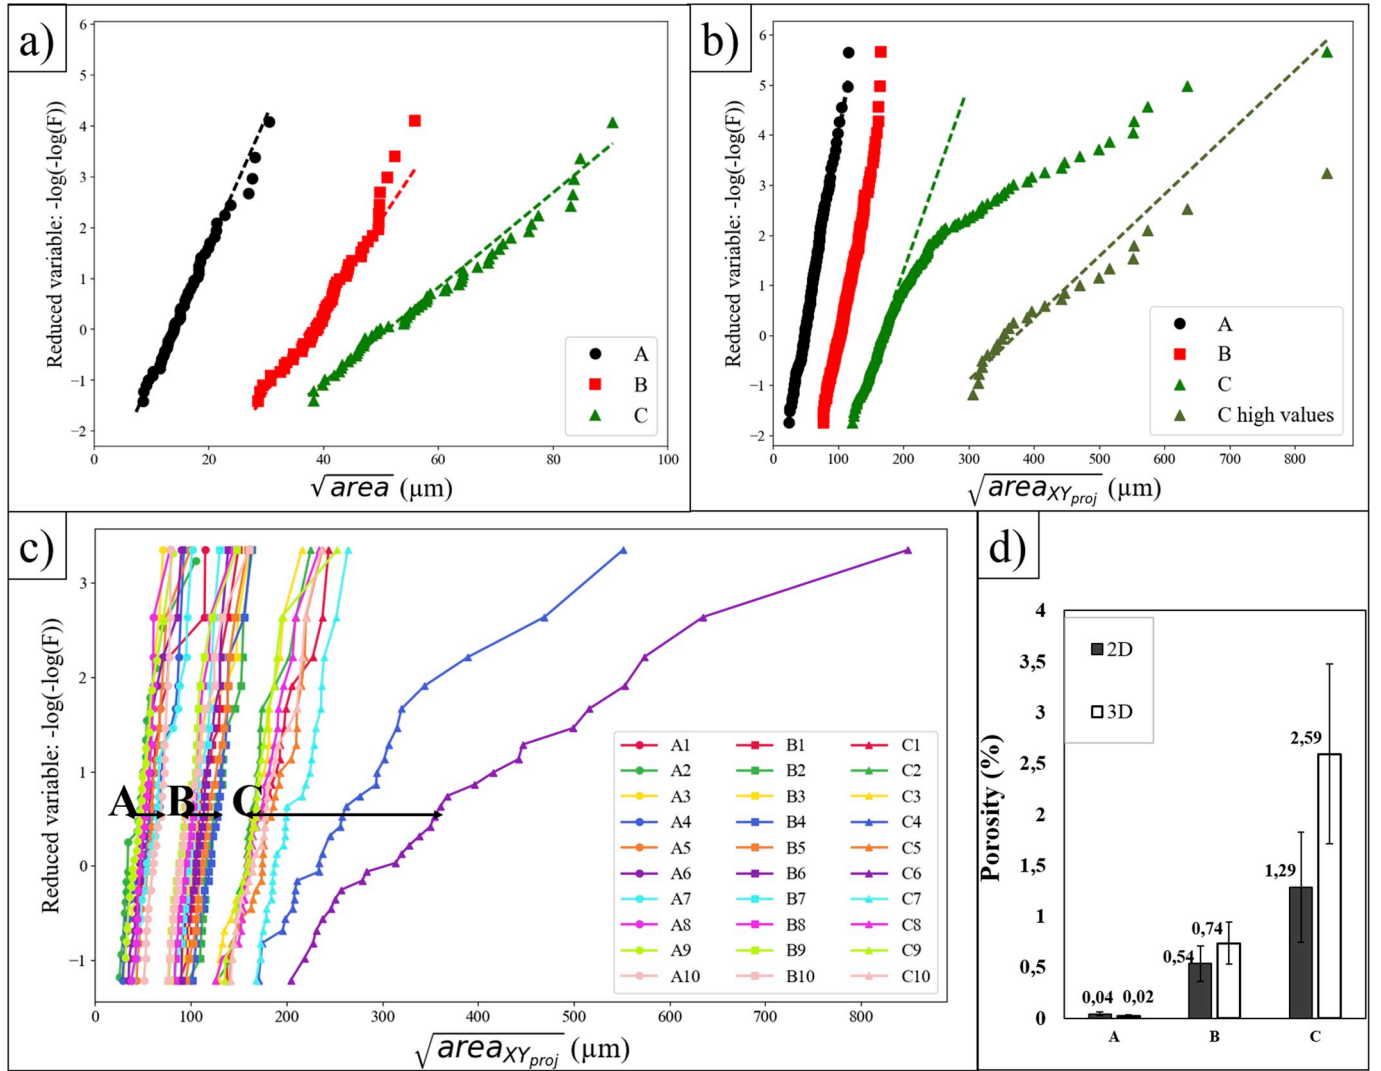 a)
Reduced variable: -log(-log(F))
6
5
4
3
2
1
0
−1
−2
A
B
C
0 20 40 60 80 100
√area (µm)
b)
Reduced variable: -log(-log(F))
6
5
4
3
2
1
0
−1
−2
A
B
C
C high values
0 100 200 300 400 500 600 700 800
√area XYproj (µm)
c)
Reduced variable: -log(-log(F))
3
2
1
0
−1
A B C
A1 B1 C1
A2 B2 C2
A3 B3 C3
A4 B4 C4
A5 B5 C5
A6 B6 C6
A7 B7 C7
A8 B8 C8
A9 B9 C9
A10 B10 C10
0 100 200 300 400 500 600 700 800
√area XYproj (µm)
d)
Porosity (%)
4
3,5
3
2,5
2
1,5
1
0,5
0
2D
3D
0,04 0,02
0,54 0,74
1,29 2,59
A B C